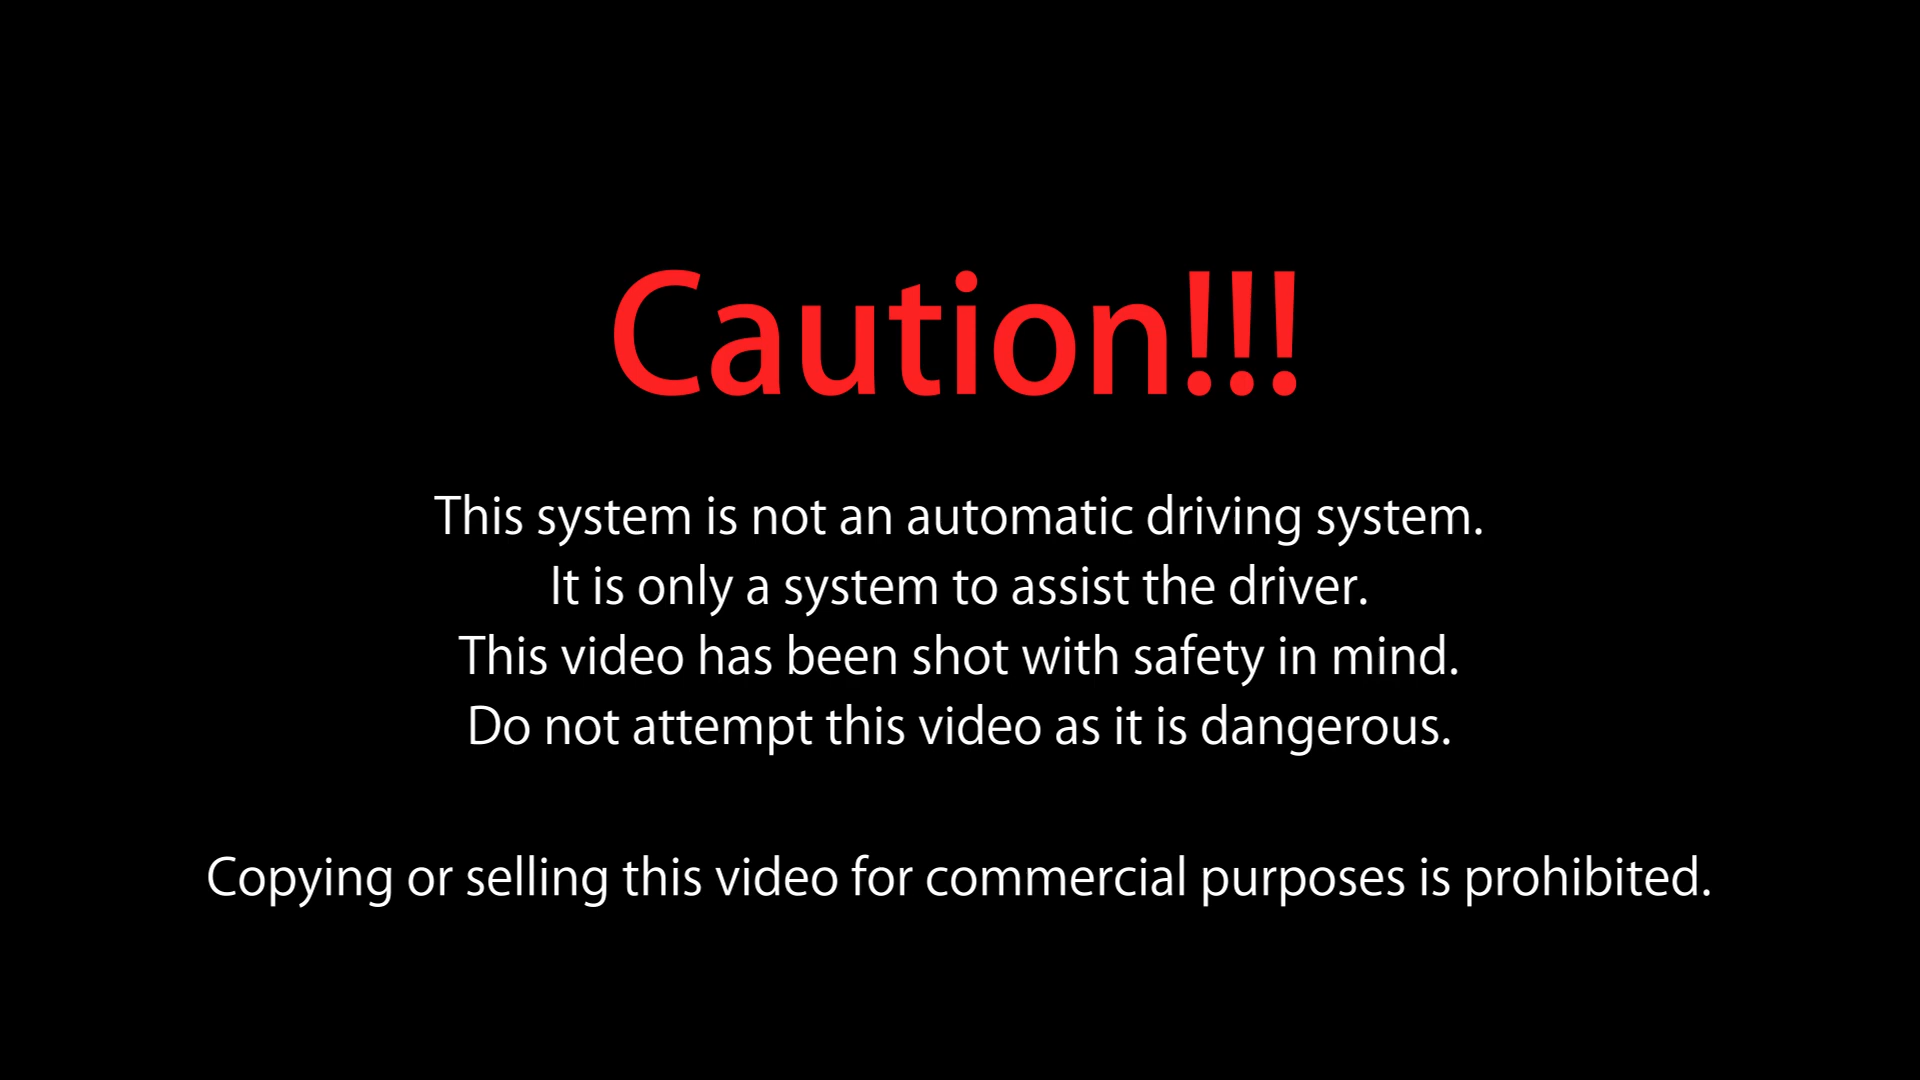 Caution!!!
This system is not an automatic driving system.
It is only a system to assist the driver.
This video has been shot with safety in mind.
Do not attempt this video as it is dangerous.
Copying or selling this video for commercial purposes is prohibited.